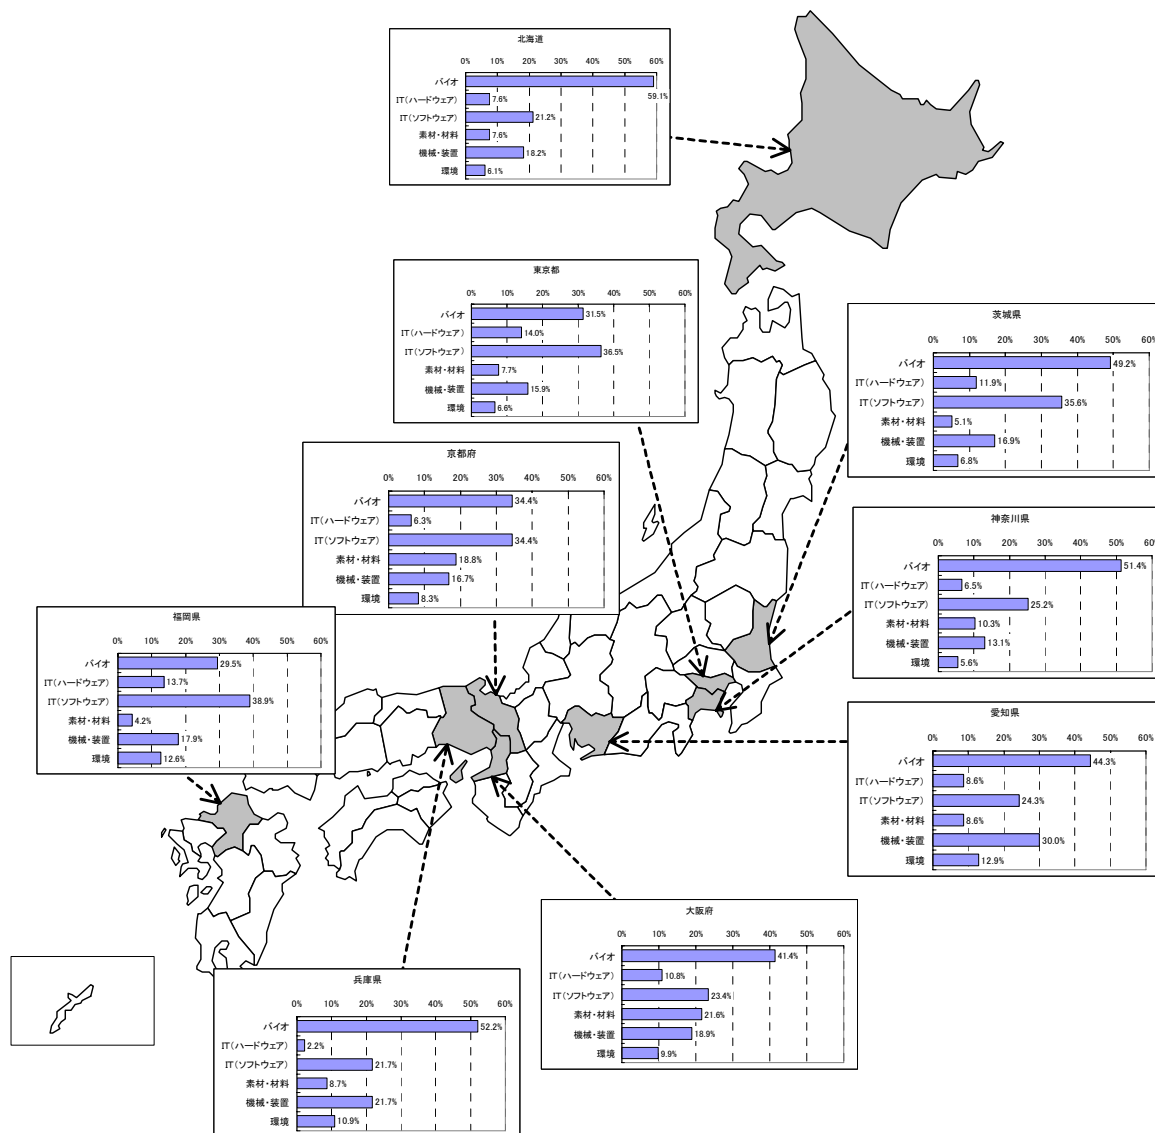 北海道
0% 10% 20% 30% 40% 50% 60%
バイオ 59.1%
IT(ハードウェア) 7.6%
IT(ソフトウェア) 21.2%
素材・材料 7.6%
機械・装置 18.2%
環境 6.1%
東京都
0% 10% 20% 30% 40% 50% 60%
バイオ 31.5%
IT(ハードウェア) 14.0%
IT(ソフトウェア) 36.5%
素材・材料 7.7%
機械・装置 15.9%
環境 6.6%
茨城県
0% 10% 20% 30% 40% 50% 60%
バイオ 49.2%
IT(ハードウェア) 11.9%
IT(ソフトウェア) 35.6%
素材・材料 5.1%
機械・装置 16.9%
環境 6.8%
京都府
0% 10% 20% 30% 40% 50% 60%
バイオ 34.4%
IT(ハードウェア) 6.3%
IT(ソフトウェア) 34.4%
素材・材料 18.8%
機械・装置 16.7%
環境 8.3%
神奈川県
0% 10% 20% 30% 40% 50% 60%
バイオ 51.4%
IT(ハードウェア) 6.5%
IT(ソフトウェア) 25.2%
素材・材料 10.3%
機械・装置 13.1%
環境 5.6%
福岡県
0% 10% 20% 30% 40% 50% 60%
バイオ 29.5%
IT(ハードウェア) 13.7%
IT(ソフトウェア) 38.9%
素材・材料 4.2%
機械・装置 17.9%
環境 12.6%
愛知県
0% 10% 20% 30% 40% 50% 60%
バイオ 44.3%
IT(ハードウェア) 8.6%
IT(ソフトウェア) 24.3%
素材・材料 8.6%
機械・装置 30.0%
環境 12.9%
大阪府
0% 10% 20% 30% 40% 50% 60%
バイオ 41.4%
IT(ハードウェア) 10.8%
IT(ソフトウェア) 23.4%
素材・材料 21.6%
機械・装置 18.9%
環境 9.9%
兵庫県
0% 10% 20% 30% 40% 50% 60%
バイオ 52.2%
IT(ハードウェア) 2.2%
IT(ソフトウェア) 21.7%
素材・材料 8.7%
機械・装置 21.7%
環境 10.9%